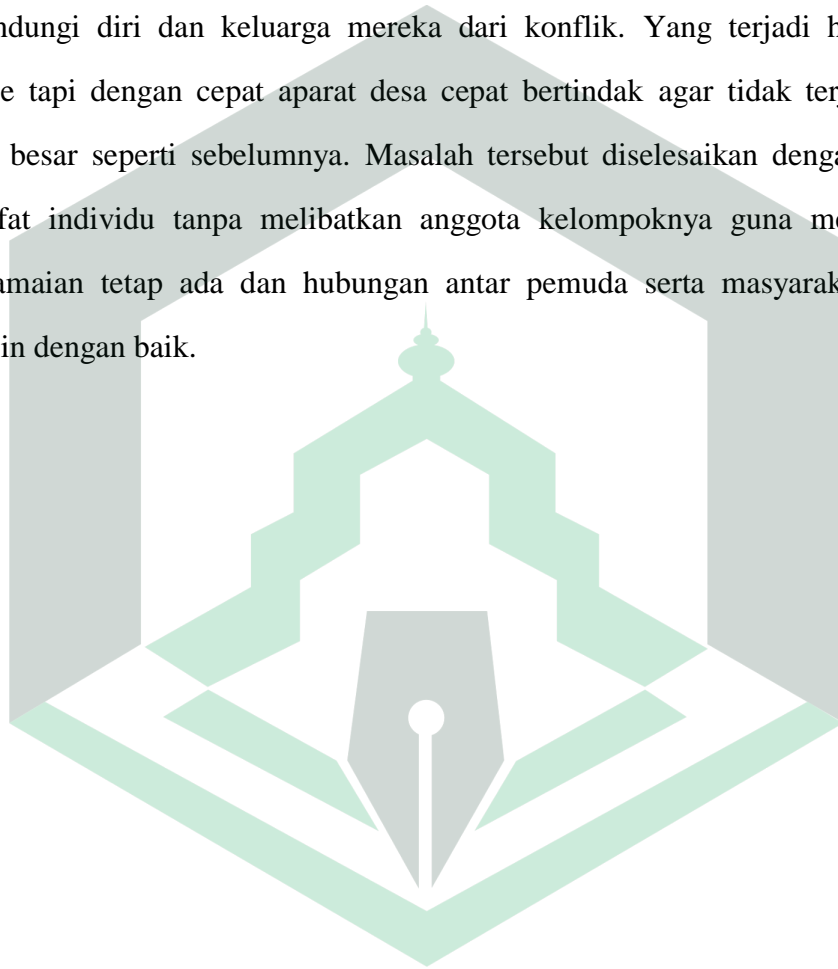 ndungi diri dan keluarga mereka dari konflik. Yang terjadi h
e tapi dengan cepat aparat desa cepat bertindak agar tidak ter
besar seperti sebelumnya. Masalah tersebut diselesaikan denga
fat individu tanpa melibatkan anggota kelompoknya guna me
amaian tetap ada dan hubungan antar pemuda serta masyarak
in dengan baik.